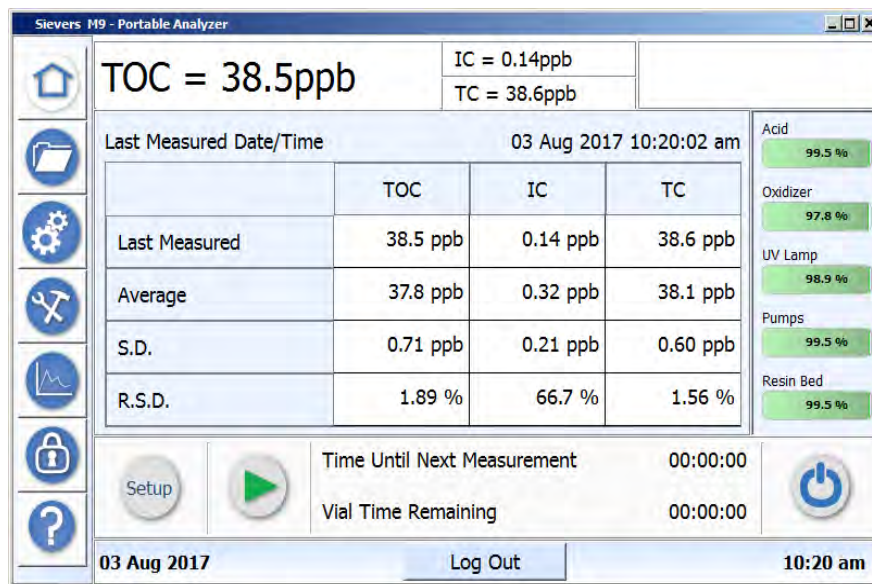 Sievers M9 - Portable Analyzer
TOC = 38.5ppb
IC = 0.14ppb
TC = 38.6ppb
Last Measured Date/Time 03 Aug 2017 10:20:02 am
TOC IC TC
Last Measured 38.5 ppb 0.14 ppb 38.6 ppb
Average 37.8 ppb 0.32 ppb 38.1 ppb
S.D. 0.71 ppb 0.21 ppb 0.60 ppb
R.S.D. 1.89 % 66.7 % 1.56 %
Acid
99.5 %
Oxidizer
97.8 %
UV Lamp
98.9 %
Pumps
99.5 %
Resin Bed
99.5 %
Setup
Time Until Next Measurement 00:00:00
Vial Time Remaining 00:00:00
?
03 Aug 2017 Log Out 10:20 am